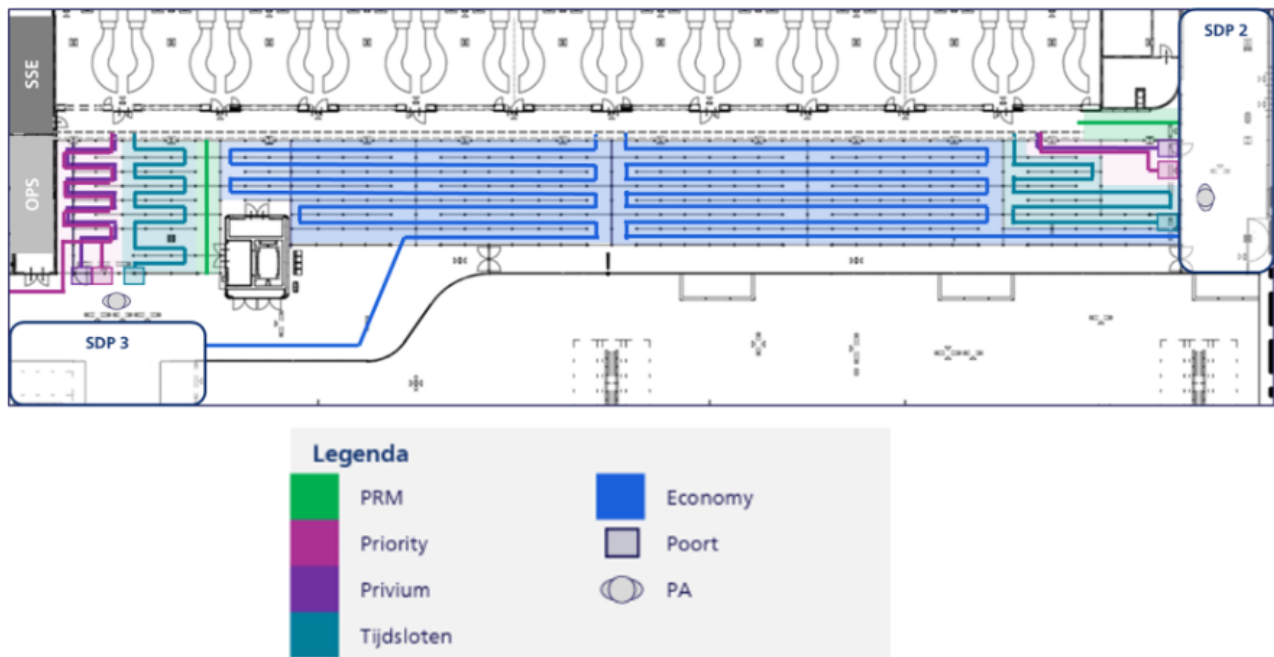 SSE
SDP 2
OPS
SDP 3
Legenda
PRM
Economy
Priority
Poort
Privium
PA
Tijdsloten